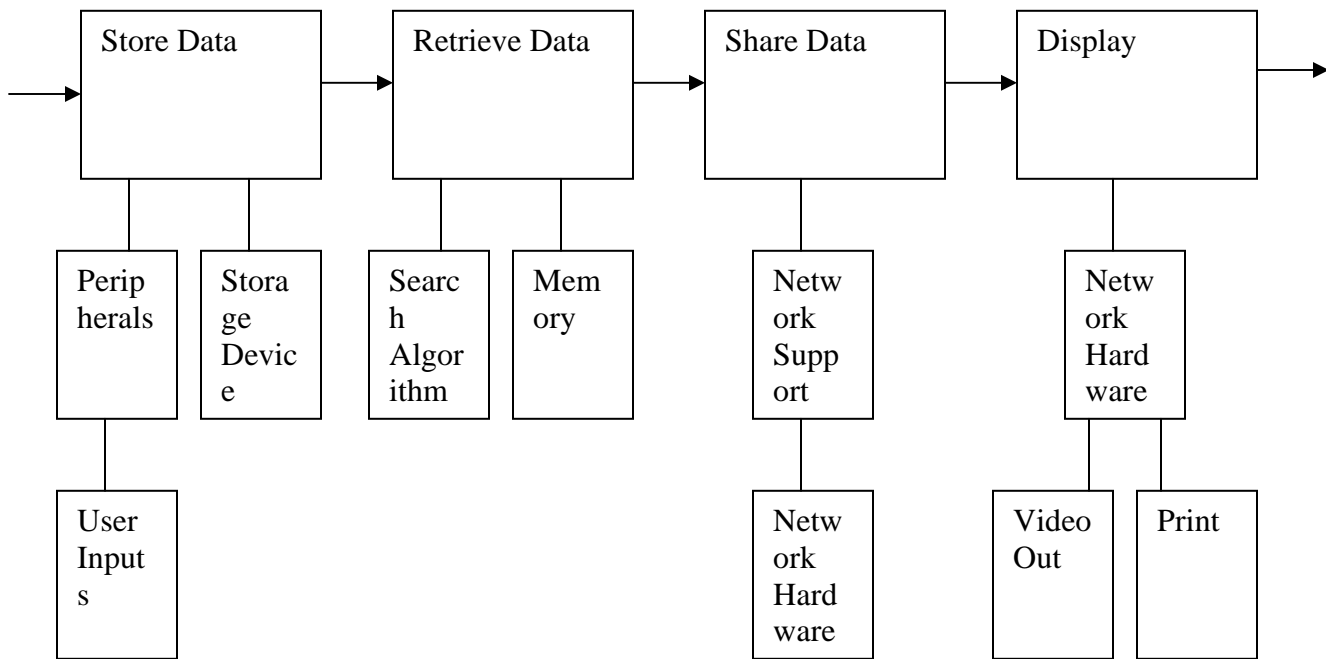 Store Data
Retrieve Data
Share Data
Display
Perip
herals
Stora
ge
Devic
e
Searc
h
Algor
ithm
Mem
ory
Netw
ork
Supp
ort
Netw
ork
Hard
ware
User
Input
s
Netw
ork
Hard
ware
Video
Out
Print